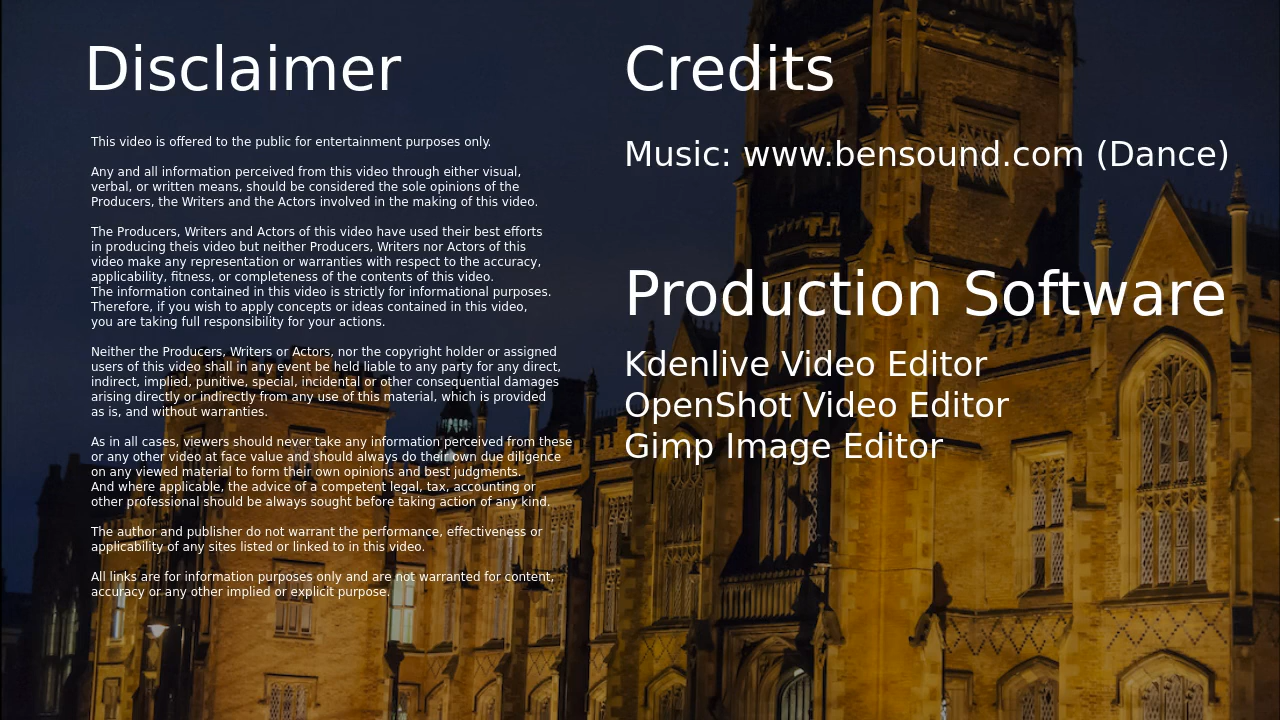 Disclaimer
This video is offered to the public for entertainment purposes only.
Any and all information perceived from this video through either visual,
verbal, or written means, should be considered the sole opinions of the
Producers, the Writers and the Actors involved in the making of this video.
The Producers, Writers and Actors of this video have used their best efforts
in producing theis video but neither Producers, Writers nor Actors of this
video make any representation or warranties with respect to the accuracy,
applicability, fitness, or completeness of the contents of this video.
The information contained in this video is strictly for informational purposes.
Therefore, if you wish to apply concepts or ideas contained in this video,
you are taking full responsibility for your actions.
Neither the Producers, Writers or Actors, nor the copyright holder or assigned
users of this video shall in any event be held liable to any party for any direct,
indirect, implied, punitive, special, incidental or other consequential damages
arising directly or indirectly from any use of this material, which is provided
as is, and without warranties.
As in all cases, viewers should never take any information perceived from these
or any other video at face value and should always do their own due diligence
on any viewed material to form their own opinions and best judgments.
And where applicable, the advice of a competent legal, tax, accounting or
other professional should be always sought before taking action of any kind.
The author and publisher do not warrant the performance, effectiveness or
applicability of any sites listed or linked to in this video.
All links are for information purposes only and are not warranted for content,
accuracy or any other implied or explicit purpose.
Credits
Music: www.bensound.com (Dance)
Production Software
Kdenlive Video Editor
OpenShot Video Editor
Gimp Image Editor